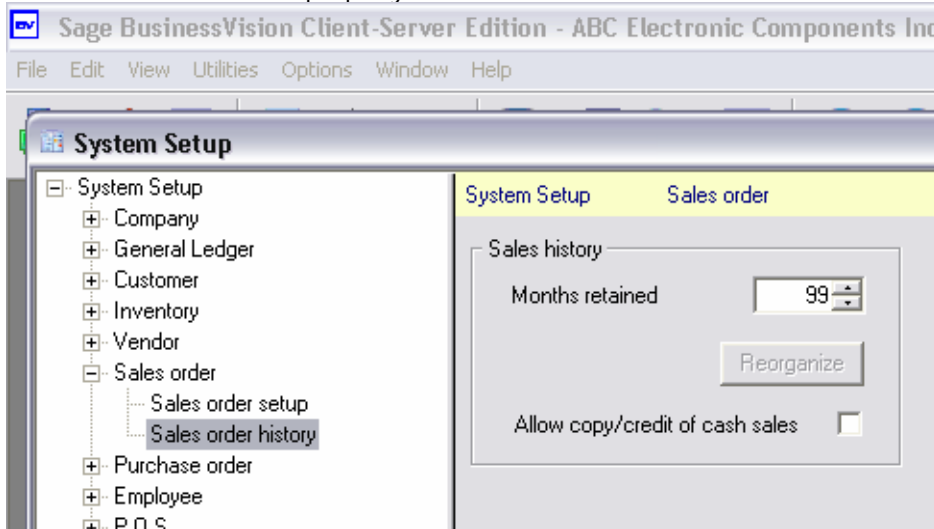 Sage BusinessVision Client-Server Edition - ABC Electronic Components Inc
File Edit View Utilities Options Window Help
System Setup
System Setup
Company
General Ledger
Customer
Inventory
Vendor
Sales order
Sales order setup
Sales order history
Purchase order
Employee
P.O.S
System Setup Sales order
Sales history
Months retained 99
Reorganize
Allow copy/credit of cash sales